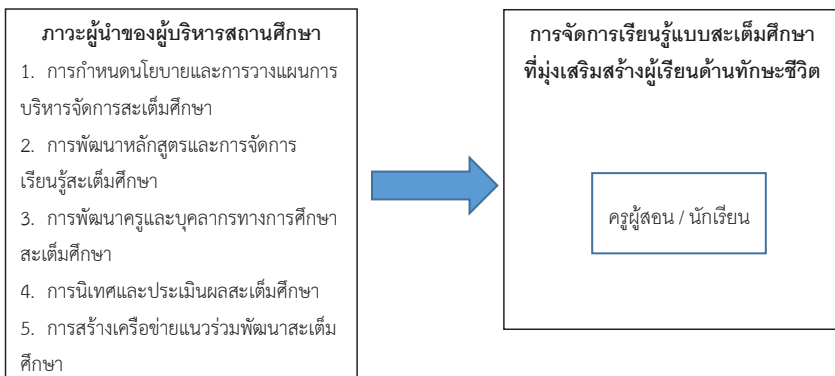 ภาวะผู้นำของผู้บริหารสถานศึกษา
1. การกำหนดนโยบายและการวางแผนการ
บริหารจัดการสะเต็มศึกษา
2. การพัฒนาหลักสูตรและการจัดการ
เรียนรู้สะเต็มศึกษา
3. การพัฒนาครูและบุคลากรทางการศึกษา
สะเต็มศึกษา
4. การนิเทศและประเมินผลสะเต็มศึกษา
5. การสร้างเครือข่ายแนวร่วมพัฒนาสะเต็ม
ศึกษา
การจัดการเรียนรู้แบบสะเต็มศึกษา
ที่มุ่งเสริมสร้างผู้เรียนด้านทักษะชีวิต
ครูผู้สอน / นักเรียน